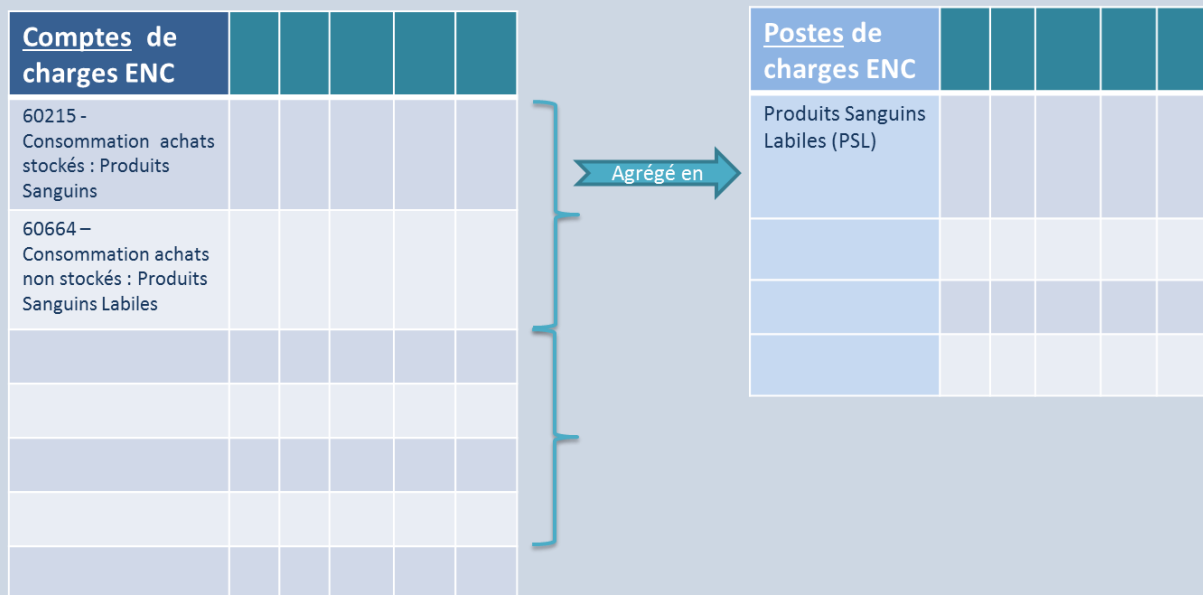 Comptes de
charges ENC
60215 -
Consommation achats
stockés : Produits
Sanguins
60664 –
Consommation achats
non stockés : Produits
Sanguins Labiles
Agrégé en
Postes de
charges ENC
Produits Sanguins
Labiles (PSL)